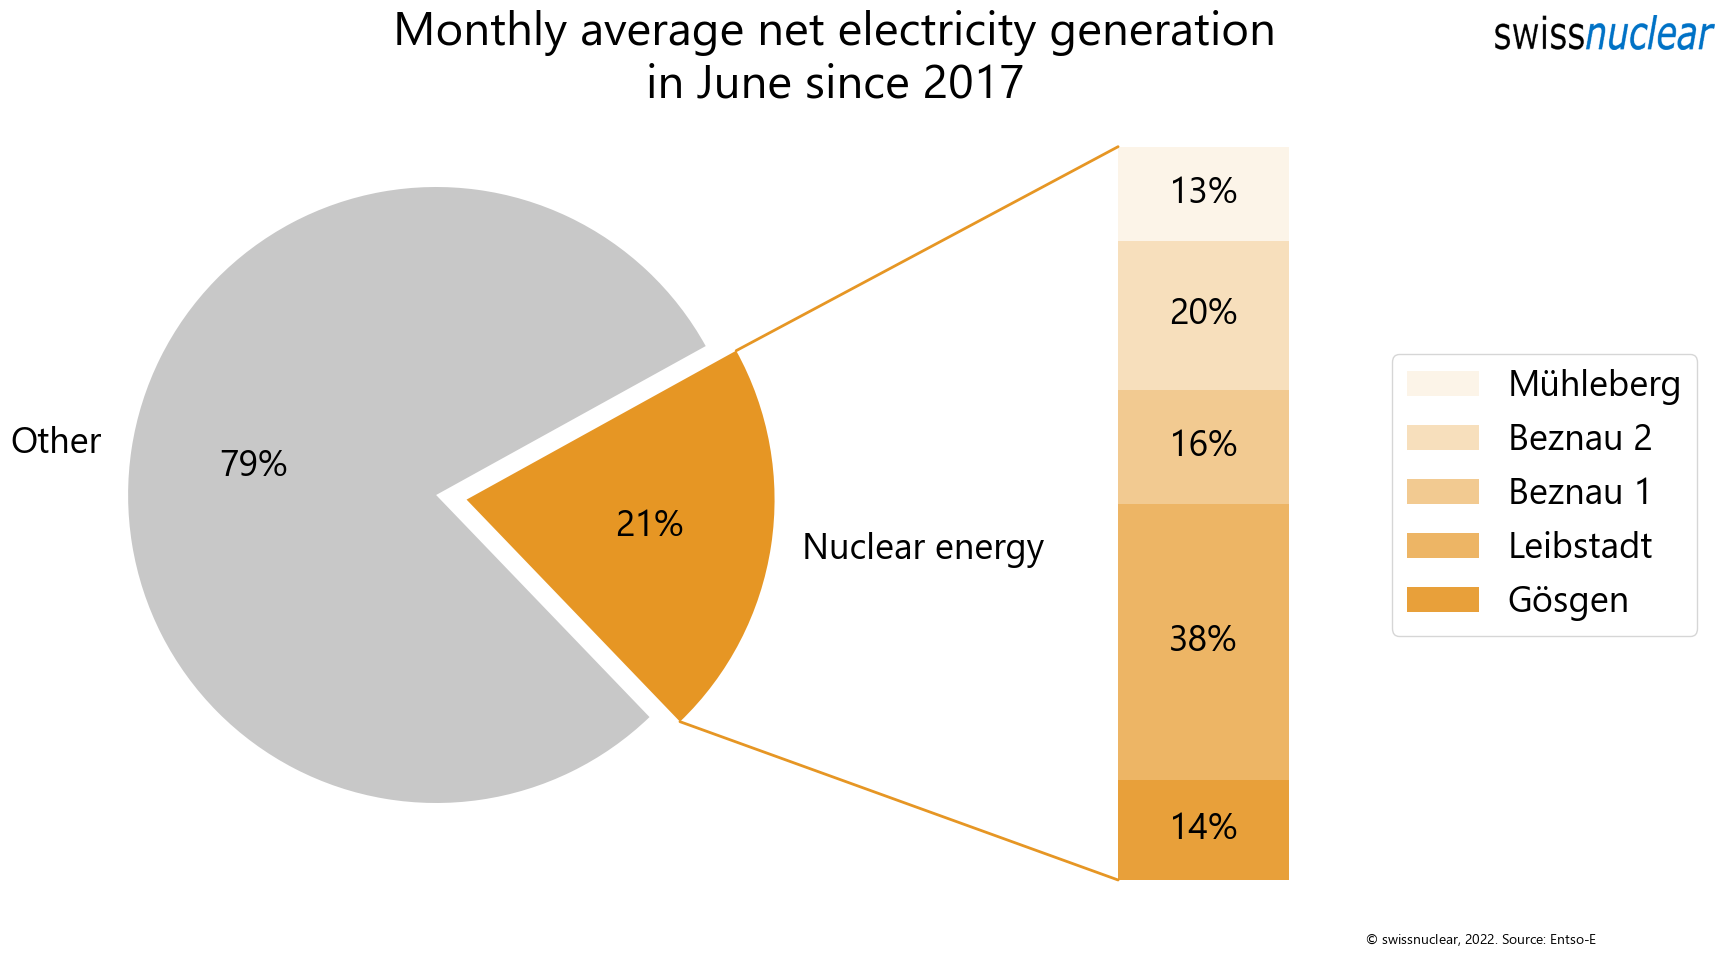 Monthly average net electricity generation
in June since 2017
swissnuclear
13%
20%
16%
38%
14%
Other
79%
21%
Nuclear energy
Mühleberg
Beznau 2
Beznau 1
Leibstadt
Gösgen
© swissnuclear, 2022. Source: Entso-E